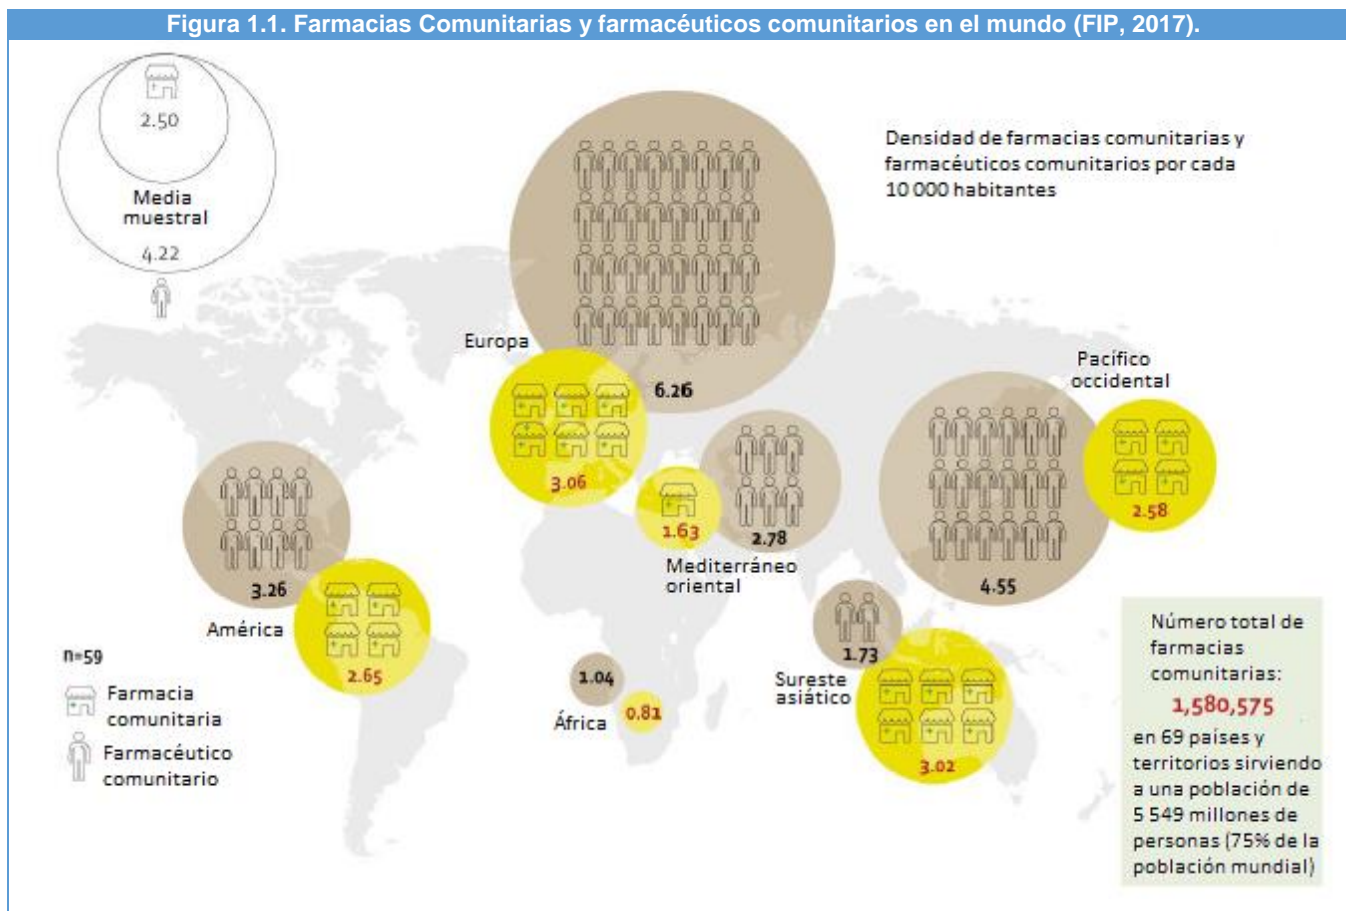 Figura 1.1. Farmacias Comunitarias y farmacéuticos comunitarios en el mundo (FIP, 2017).
2.50
Media
muestral
4.22
Densidad de farmacias comunitarias y
farmacéuticos comunitarios por cada
10 000 habitantes
Europa
6.26
3.06
Pacífico
occidental
2.58
4.55
1.63
2.78
Mediterráneo
oriental
3.26
América
2.65
n=59
Farmacia
comunitaria
Farmacéutico
comunitario
1.04
África
0.81
1.73
Sureste
asiático
3.02
Número total de
farmacias
comunitarias:
1,580,575
en 69 países y
territorios sirviendo
a una población de
5 549 millones de
personas (75% de la
población mundial)